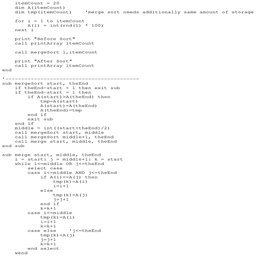 itemCount = 20
dim A(itemCount)
dim tmp(itemCount) 'merge sort needs additionally same amount of storage
for i = 1 to itemCount
A(i) = int(rnd(1) * 100)
next i
print "Before Sort"
call printArray itemCount
call mergeSort 1,itemCount
print "After Sort"
call printArray itemCount
end
'------------------------------------------
sub mergeSort start, theEnd
if theEnd-start < 1 then exit sub
if theEnd-start = 1 then
if A(start)>A(theEnd) then
tmp=A(start)
A(start)=A(theEnd)
A(theEnd)=tmp
end if
exit sub
end if
middle = int((start+theEnd)/2)
call mergeSort start, middle
call mergeSort middle+1, theEnd
call merge start, middle, theEnd
end sub
sub merge start, middle, theEnd
i = start: j = middle+1: k = start
while i<=middle OR j<=theEnd
select case
case i<=middle AND j<=theEnd
if A(i)<=A(j) then
tmp(k)=A(i)
i=i+1
else
tmp(k)=A(j)
j=j+1
end if
k=k+1
case i<=middle
tmp(k)=A(i)
i=i+1
k=k+1
case else 'j<=theEnd
tmp(k)=A(j)
j=j+1
k=k+1
end select
wend